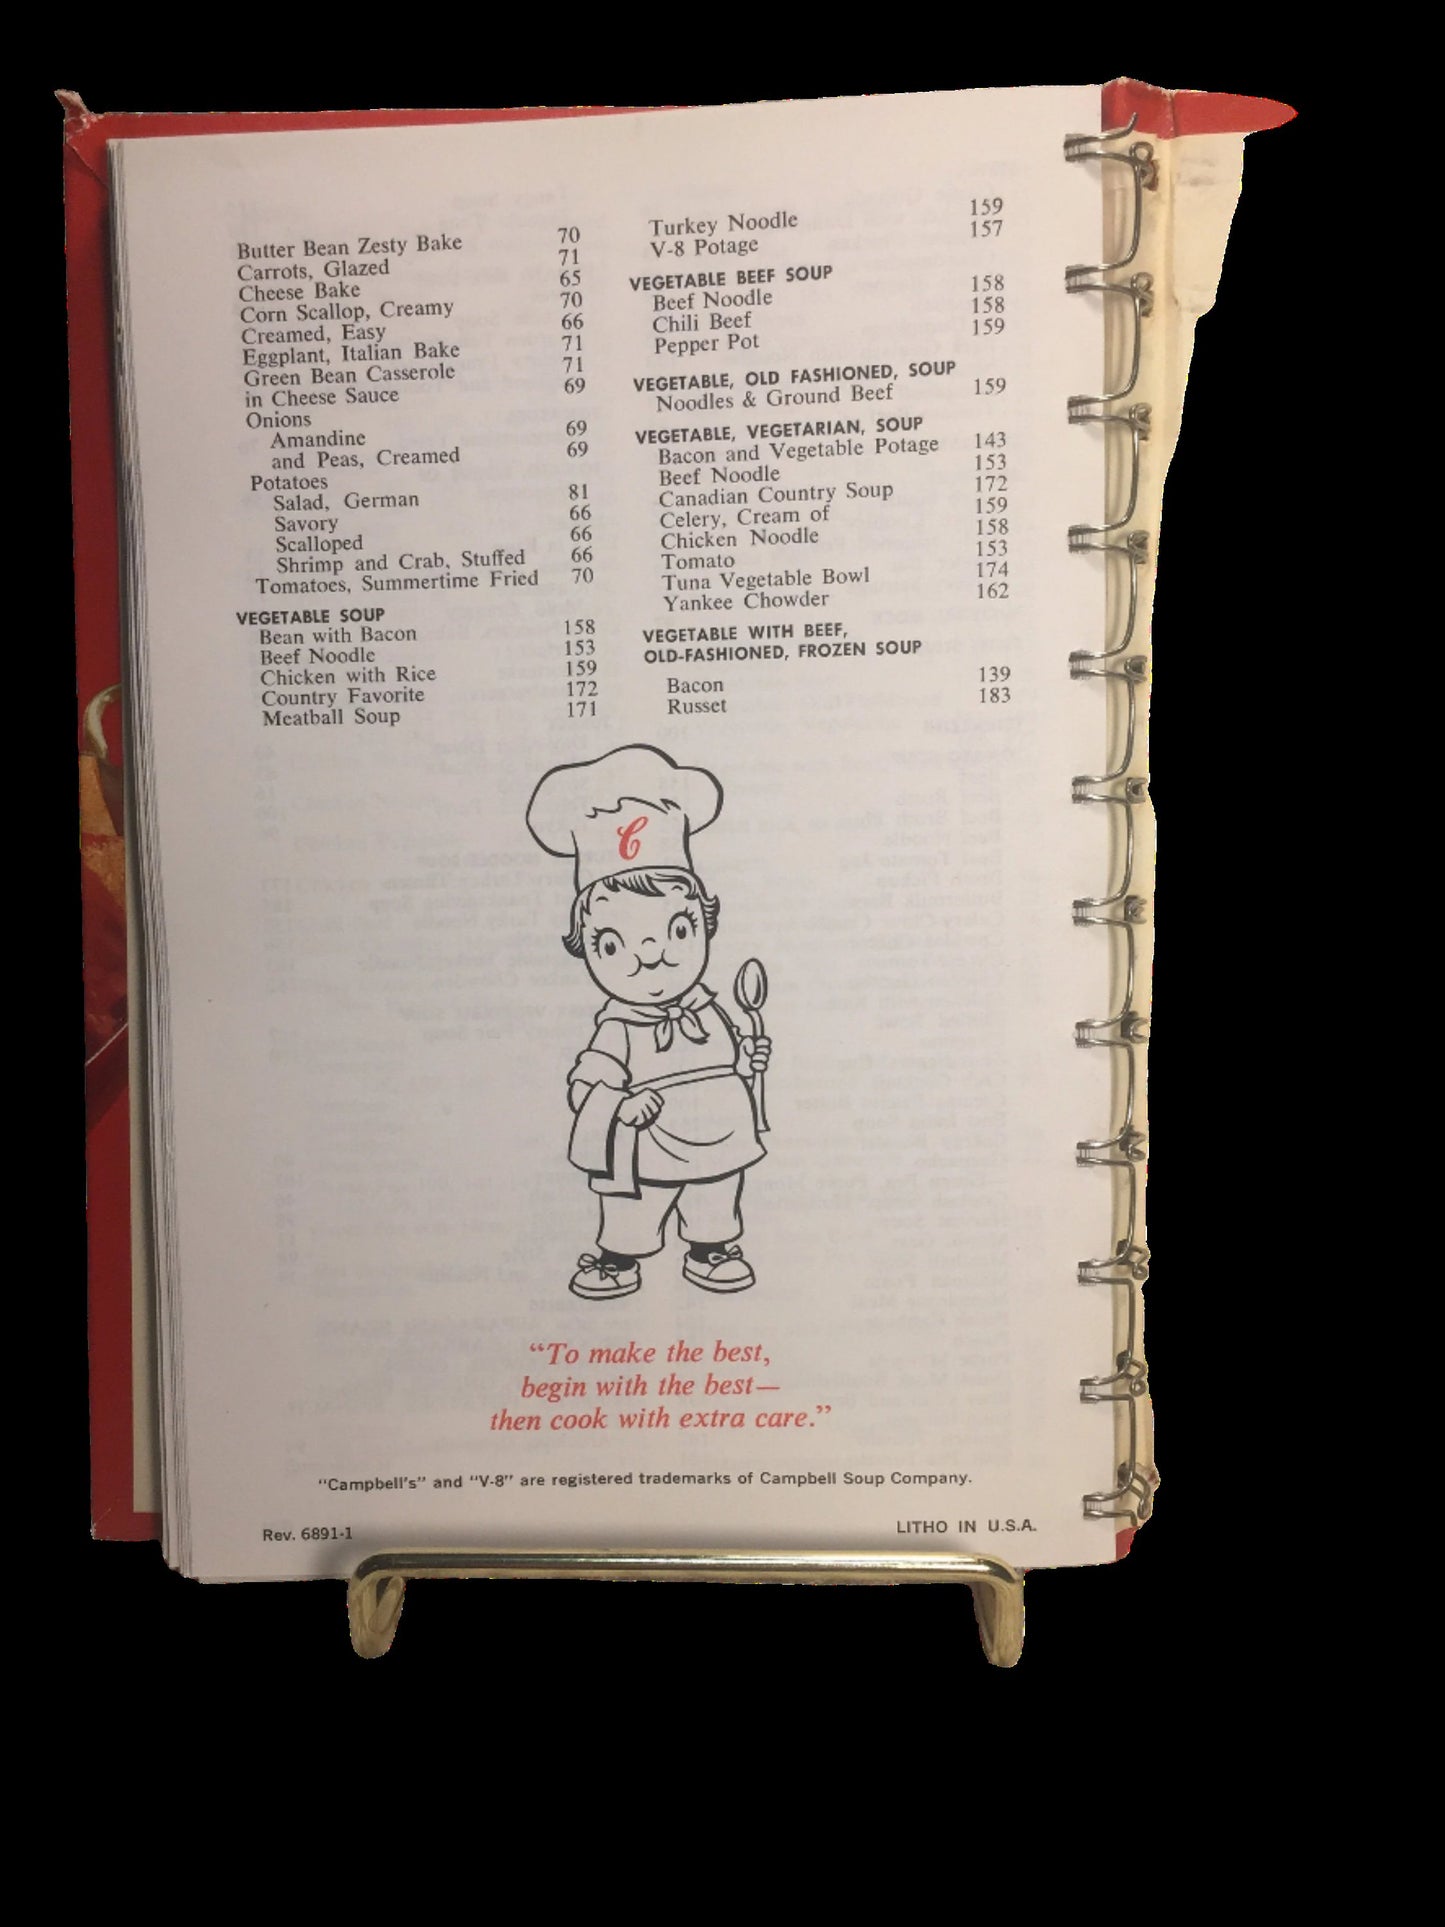 Butter Bean Zesty Bake 70
Carrots, Glazed 71
Cheese Bake 65
Corn Scallop, Creamy 70
Creamed, Easy 66
Eggplant, Italian Bake 71
Green Bean Casserole 71
in Cheese Sauce 69
Onions
Amandine 69
and Peas, Creamed 69
Potatoes
Salad, German 81
Savory 66
Scalloped 66
Shrimp and Crab, Stuffed 66
Tomatoes, Summertime Fried 70
VEGETABLE SOUP
Bean with Bacon 158
Beef Noodle 153
Chicken with Rice 159
Country Favorite 172
Meatball Soup 171
Turkey Noodle 159
V-8 Potage 157
VEGETABLE BEEF SOUP
Beef Noodle 158
Chili Beef 158
Pepper Pot 159
VEGETABLE, OLD FASHIONED, SOUP
Noodles & Ground Beef 159
VEGETABLE, VEGETARIAN, SOUP
Bacon and Vegetable Potage 143
Beef Noodle 153
Canadian Country Soup 172
Celery, Cream of 159
Chicken Noodle 158
Tomato 153
Tuna Vegetable Bowl 174
Yankee Chowder 162
VEGETABLE WITH BEEF,
OLD-FASHIONED, FROZEN SOUP
Bacon 139
Russet 183
C
"To make the best,
begin with the best—
then cook with extra care."
"Campbell's" and "V-8" are registered trademarks of Campbell Soup Company.
Rev. 6891-1
LITHO IN U.S.A.